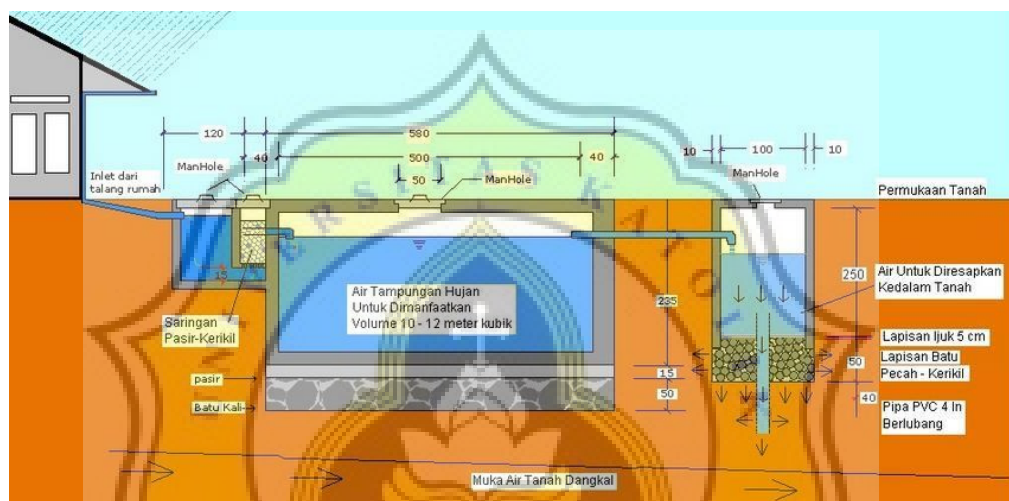 120
580
40
500
40
50
ManHole
ManHole
10
100
10
ManHole
Inlet dari
talang rumah
Permukaan Tanah
15
Air Tampungan Hujan
Untuk Dimanfaatkan
Volume 10 - 12 meter kubik
235
250
Air Untuk Diresapkan
Kedalam Tanah
Saringan
Pasir-Kerikil
Lapisan Ijuk 5 cm
Lapisan Batu
Pecah - Kerikil
pasir
15
50
50
40
Batu Kali
Pipa PVC 4 In
Berlubang
Muka Air Tanah Dangkal